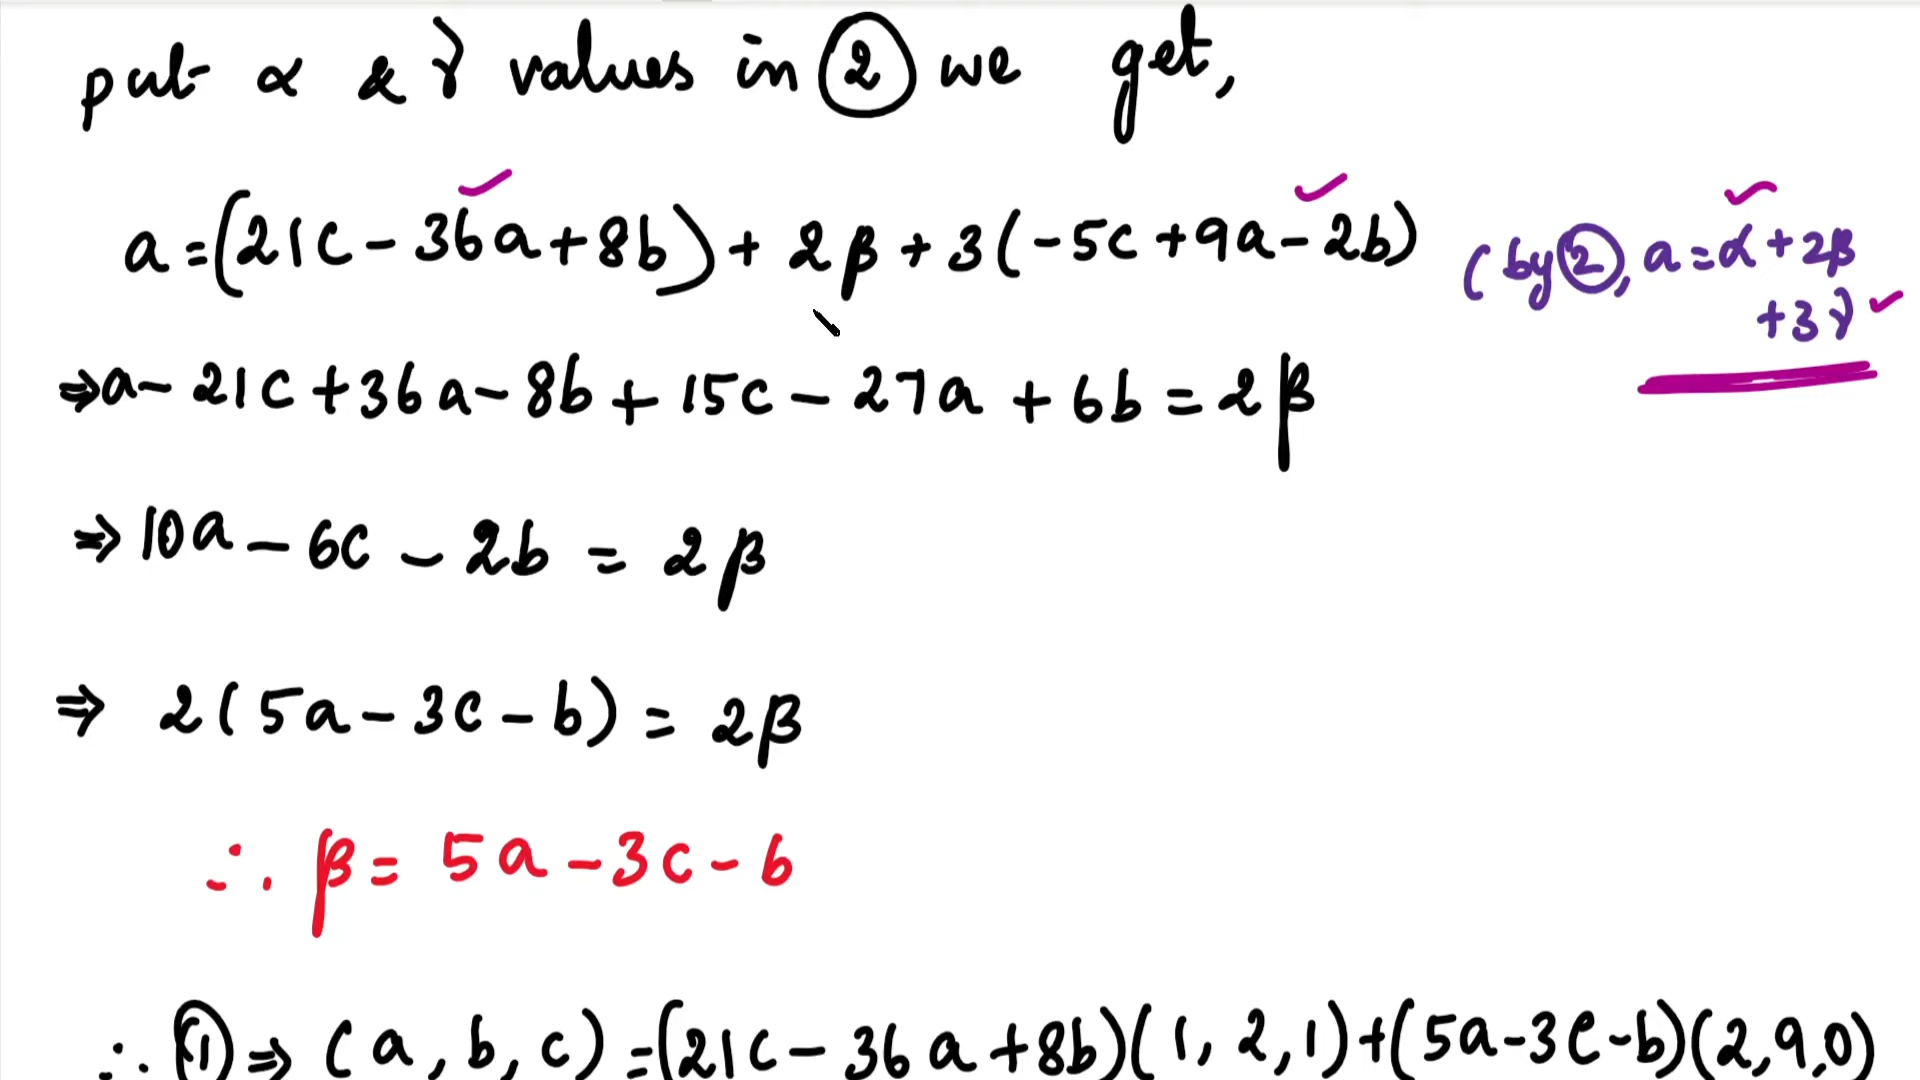 put α & γ values in ② we get,
a = (21c - 36a + 8b) + 2β + 3(-5c + 9a - 2b) (by ②, a = α + 2β
+ 3γ
⇒ a - 21c + 36a - 8b + 15c - 27a + 6b = 2β
⇒ 10a - 6c - 2b = 2β
⇒ 2(5a - 3c - b) = 2β
∴ β = 5a - 3c - b
∴ ① ⇒ (a, b, c) = (21c - 36a + 8b)(1, 2, 1) + (5a - 3c - b)(2, 9, 0)